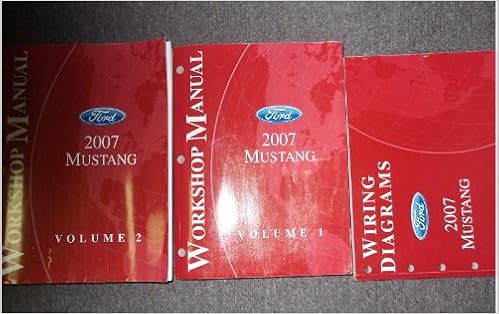 WORKSHOP MANUAL
Ford
2007
MUSTANG
VOLUME 2
WORKSHOP MANUAL
Ford
2007
MUSTANG
VOLUME 1
WIRING
DIAGRAMS
Ford
2007
MUSTANG